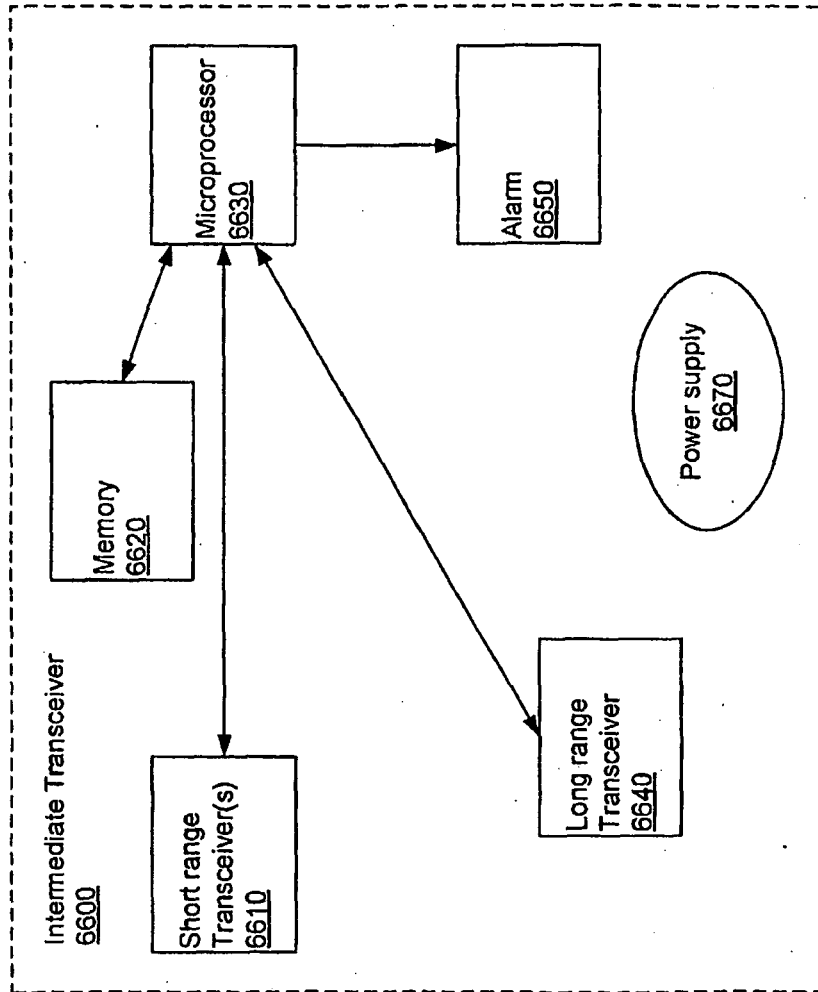 Intermediate Transceiver
6600
Memory
6620
Microprocessor
6630
Short range
Transceiver(s)
6610
Long range
Transceiver
6640
Alarm
6650
Power supply
6670